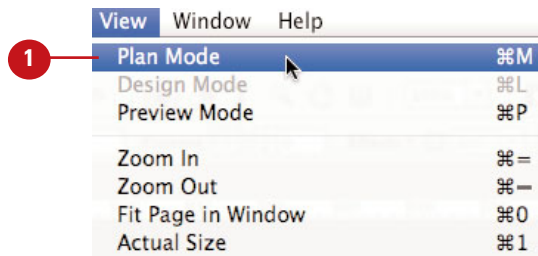 View Window Help
1 Plan Mode ⌘M
Design Mode ⌘L
Preview Mode ⌘P
Zoom In ⌘=
Zoom Out ⌘−
Fit Page in Window ⌘0
Actual Size ⌘1